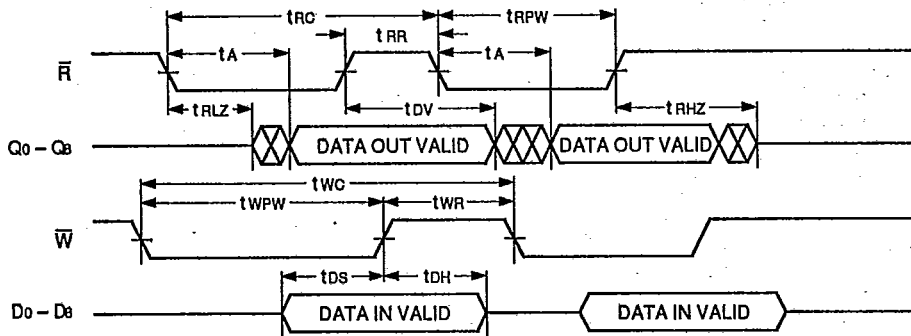 tRC tRPW
tRR
tA tA
R
tRLZ tDV tRHZ
Q0 – Q8 DATA OUT VALID DATA OUT VALID
tWC
tWPW tWR
W
tDS tDH
D0 – D8 DATA IN VALID DATA IN VALID